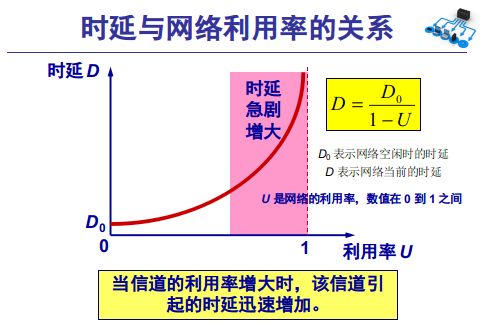 时延与网络利用率的关系
时延 D
时延
急剧
增大
D = D₀ / (1 − U)
D₀ 表示网络空闲时的时延
D 表示网络当前的时延
U 是网络的利用率，数值在 0 到 1 之间
D₀
0
1
利用率 U
当信道的利用率增大时，该信道引
起的时延迅速增加。